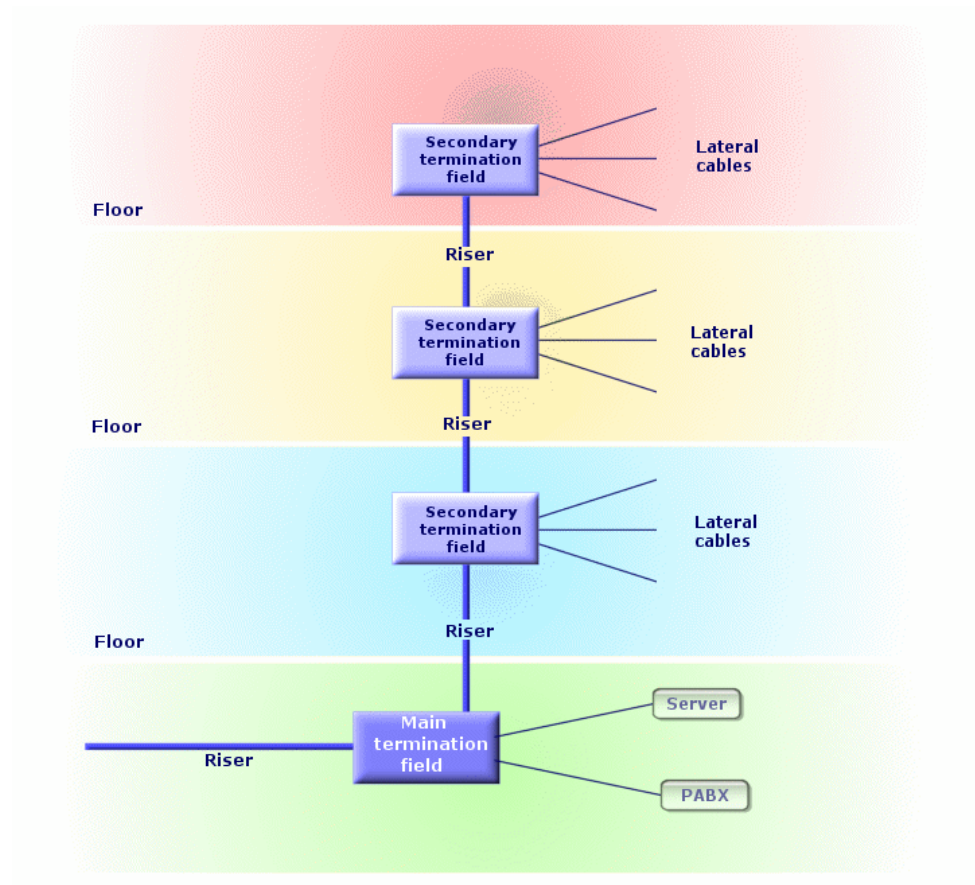 Secondary
termination
field
Lateral
cables
Floor
Riser
Secondary
termination
field
Lateral
cables
Riser
Floor
Secondary
termination
field
Lateral
cables
Riser
Floor
Server
Main
termination
field
Riser
PABX